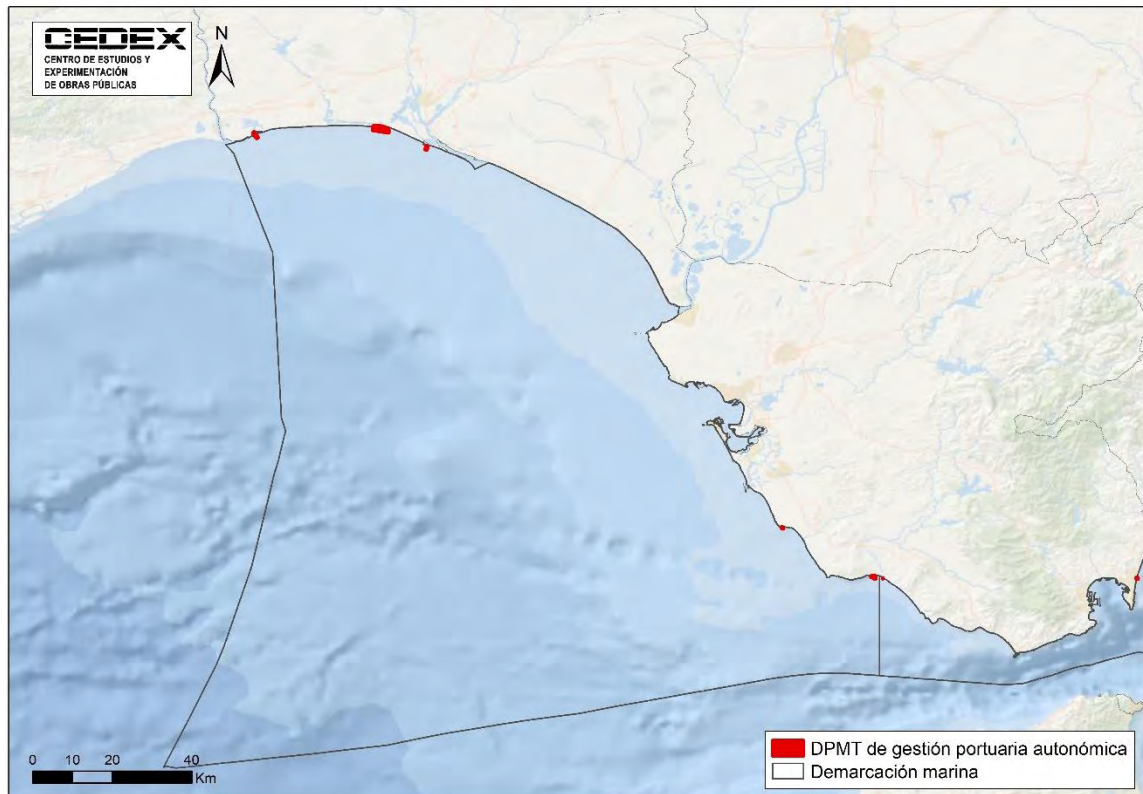 CEDEX
CENTRO DE ESTUDIOS Y
EXPERIMENTACIÓN
DE OBRAS PÚBLICAS
N
0 10 20 40
Km
DPMT de gestión portuaria autonómica
Demarcación marina